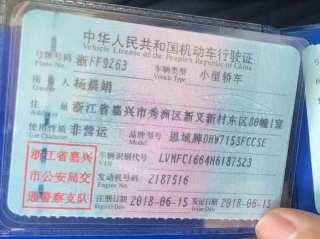 中华人民共和国机动车行驶证
Vehicle License of the People's Republic of China
号牌号码 浙FF9Z63 车辆类型 小型轿车
Plate No. Vehicle Type
所有人 杨晨娟
Owner
住址 浙江省嘉兴市秀洲区新义新村东区80幢1室
Address
使用性质 非营运 品牌型号 思域牌DHW7153FCCSE
Use Character Model
浙江省嘉兴 车辆识别代号 LVHFC1664H6187523
VIN
市公安局交 发动机号码 2187516
Engine No.
通警察支队 注册日期 2018-06-15 发证日期 2018-06-15
Register Date Issue Date